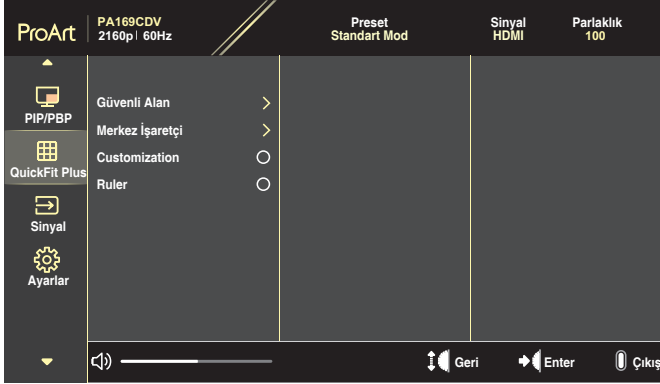 ProArt
PA169CDV
2160p | 60Hz
Preset
Standart Mod
Sinyal
HDMI
Parlaklık
100
PIP/PBP
QuickFit Plus
Sinyal
Ayarlar
Güvenli Alan
Merkez İşaretçi
Customization
Ruler
Geri
Enter
Çıkış